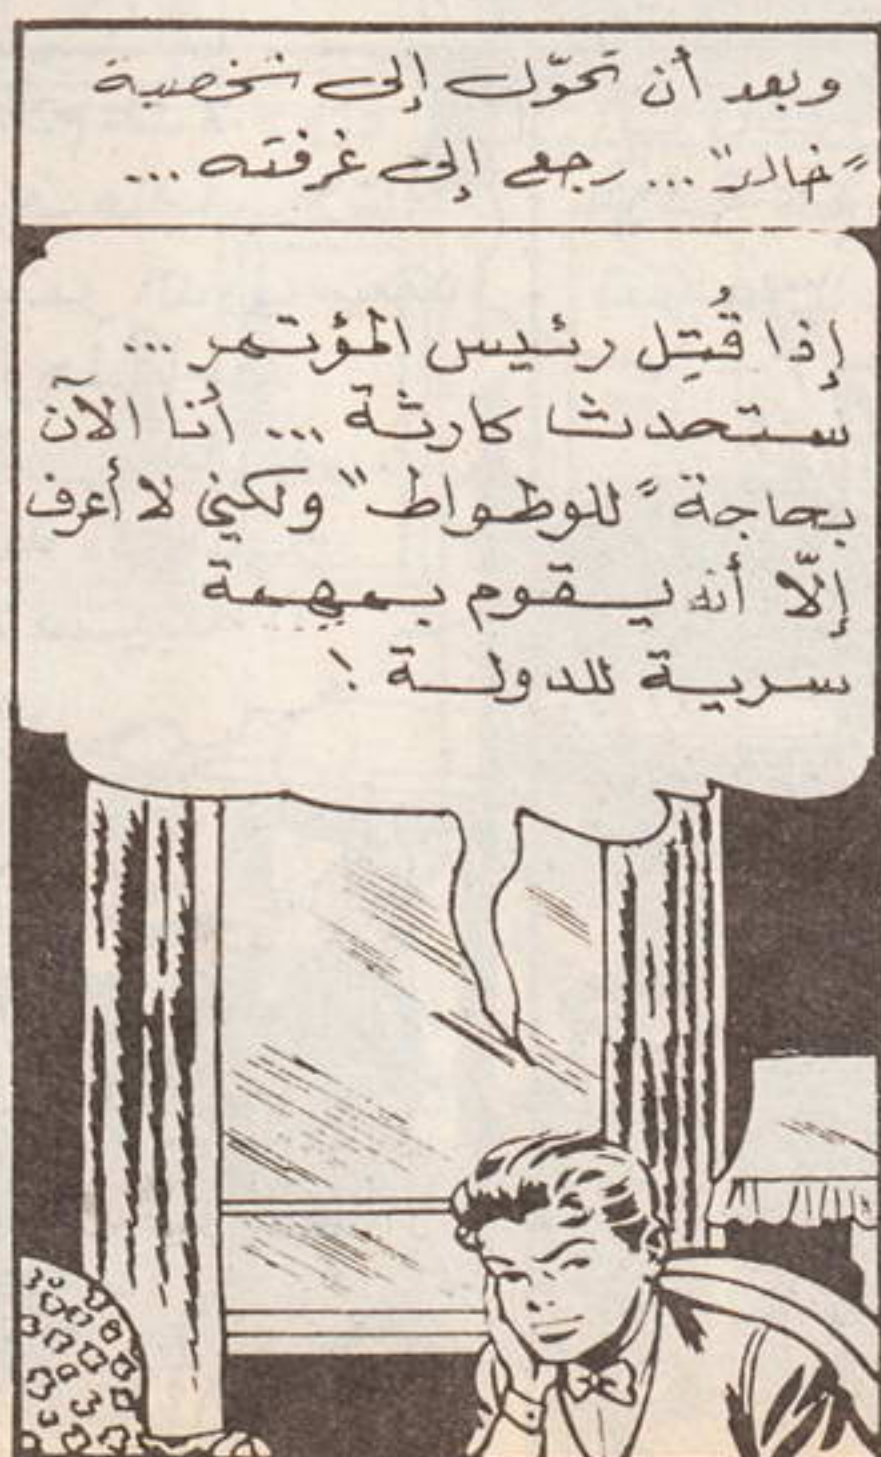 وبعد أن تحوّل إلى شخصية
"خالد"... رجع إلى غرفته...
إذا قُتِل رئيس المؤتمر...
ستحدث كارثة... أنا الآن
بحاجة "للوطواط" ولكني لا أعرف
إلّا أنه يقوم بمهمة
سرية للدولة!